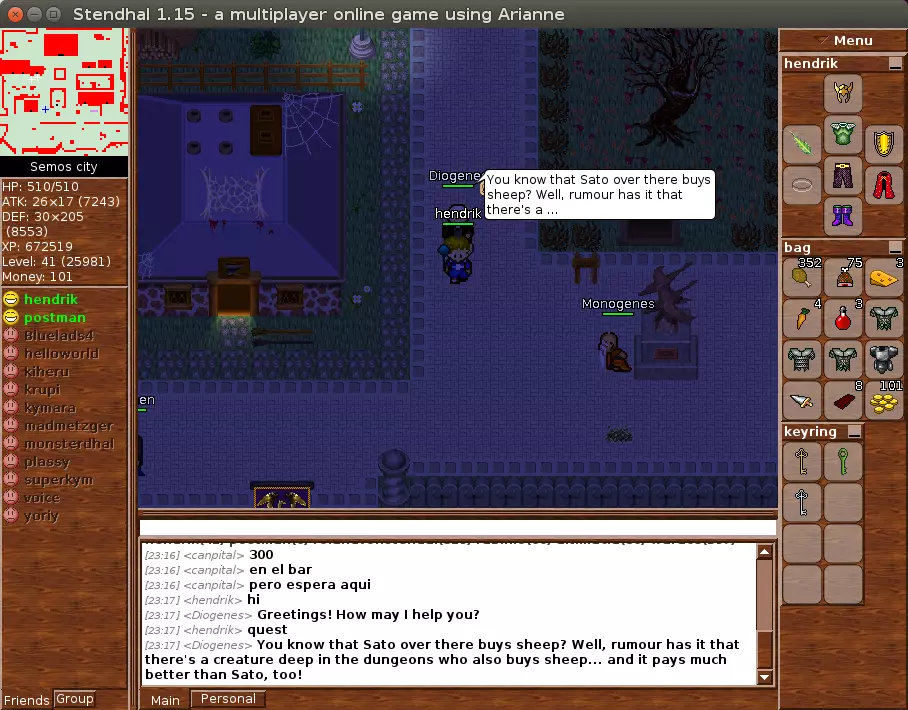 Stendhal 1.15 - a multiplayer online game using Arianne
Semos city
HP: 510/510
ATK: 26×17 (7243)
DEF: 30×205
(8553)
XP: 672519
Level: 41 (25981)
Money: 101
hendrik
postman
Bluelads4
helloworld
kiheru
krupi
kymara
madmetzger
monsterdhal
plassy
superkym
voice
yoriy
Friends
Group
Diogene
You know that Sato over there buys
sheep? Well, rumour has it that
there's a ...
hendrik
Monogenes
en
[23:16] <canpital> 300
[23:16] <canpital> en el bar
[23:16] <canpital> pero espera aqui
[23:17] <hendrik> hi
[23:17] <Diogenes> Greetings! How may I help you?
[23:17] <hendrik> quest
[23:17] <Diogenes> You know that Sato over there buys sheep? Well, rumour has it that
there's a creature deep in the dungeons who also buys sheep... and it pays much
better than Sato, too!
Main
Personal
Menu
hendrik
bag
352
75
3
4
3
8
101
keyring